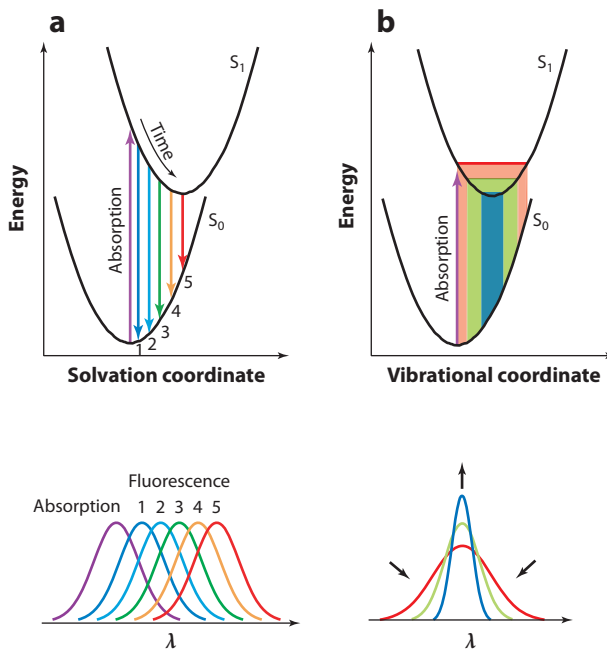 a
S1
Time
Energy
Absorption
S0
1 2 3 4 5
Solvation coordinate
b
S1
Energy
Absorption
S0
Vibrational coordinate
Fluorescence
Absorption 1 2 3 4 5
λ
λ